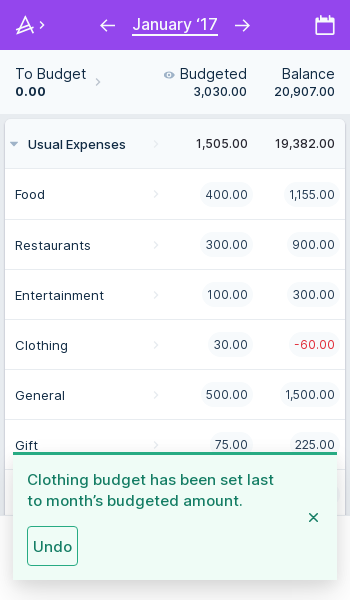 January ‘17
To Budget Budgeted Balance
0.00 3,030.00 20,907.00
Usual Expenses 1,505.00 19,382.00
Food 400.00 1,155.00
Restaurants 300.00 900.00
Entertainment 100.00 300.00
Clothing 30.00 -60.00
General 500.00 1,500.00
Gift 75.00 225.00
Clothing budget has been set last
to month’s budgeted amount.
Undo